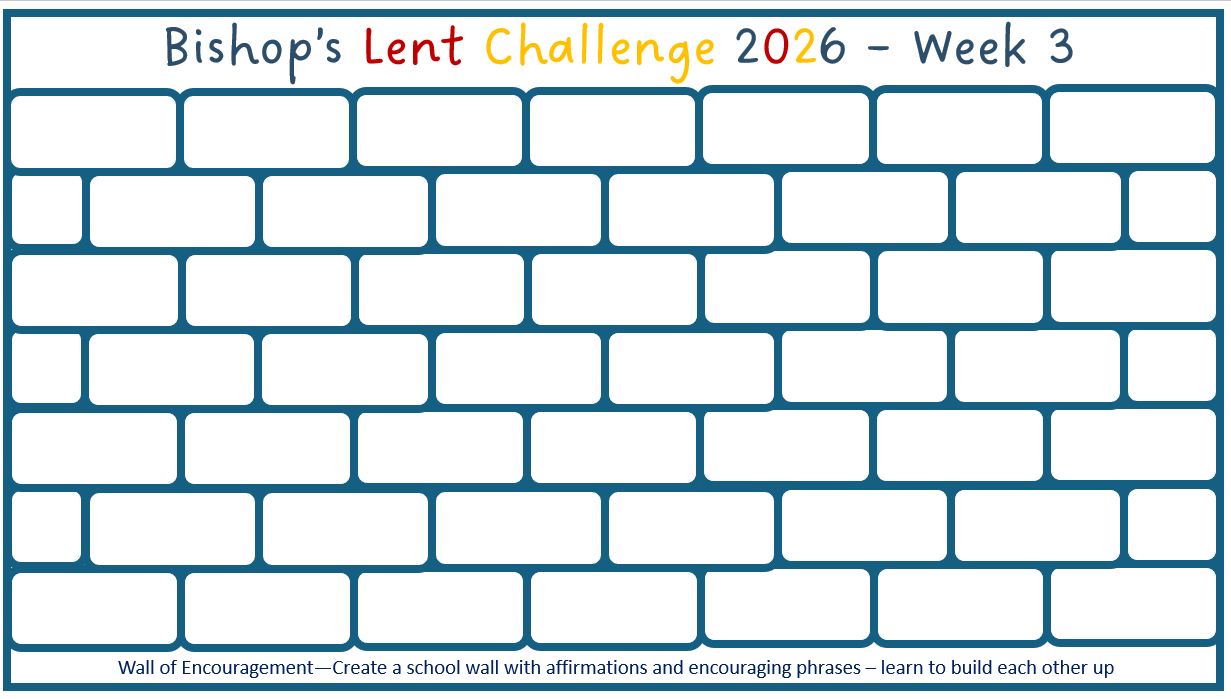 Bishop's Lent Challenge 2026 – Week 3
Wall of Encouragement—Create a school wall with affirmations and encouraging phrases – learn to build each other up